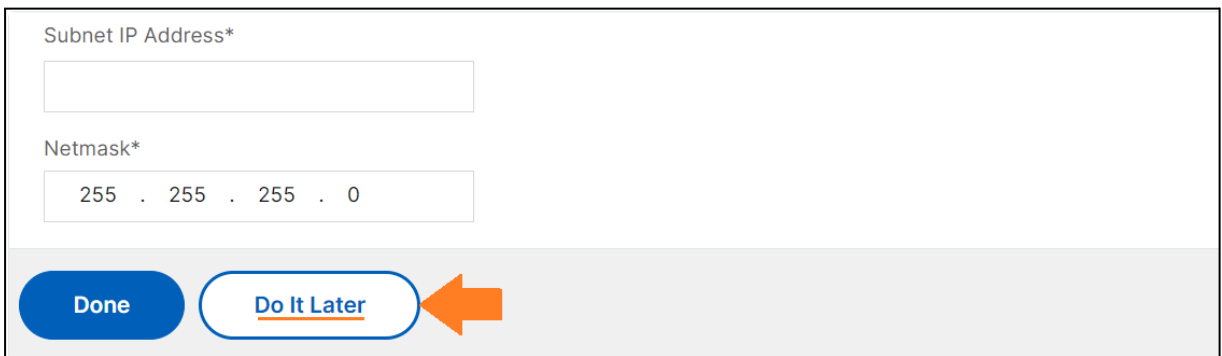 Subnet IP Address*
Netmask*
255 . 255 . 255 . 0
Done Do It Later